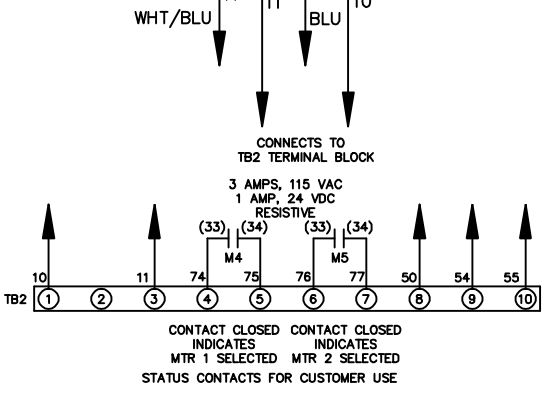 WHT/BLU
11
BLU
10
CONNECTS TO
TB2 TERMINAL BLOCK
3 AMPS, 115 VAC
1 AMP, 24 VDC
RESISTIVE
(33) (34) (33) (34)
M4 M5
10 11 74 75 76 77 50 54 55
TB2 1 2 3 4 5 6 7 8 9 10
CONTACT CLOSED CONTACT CLOSED
INDICATES INDICATES
MTR 1 SELECTED MTR 2 SELECTED
STATUS CONTACTS FOR CUSTOMER USE